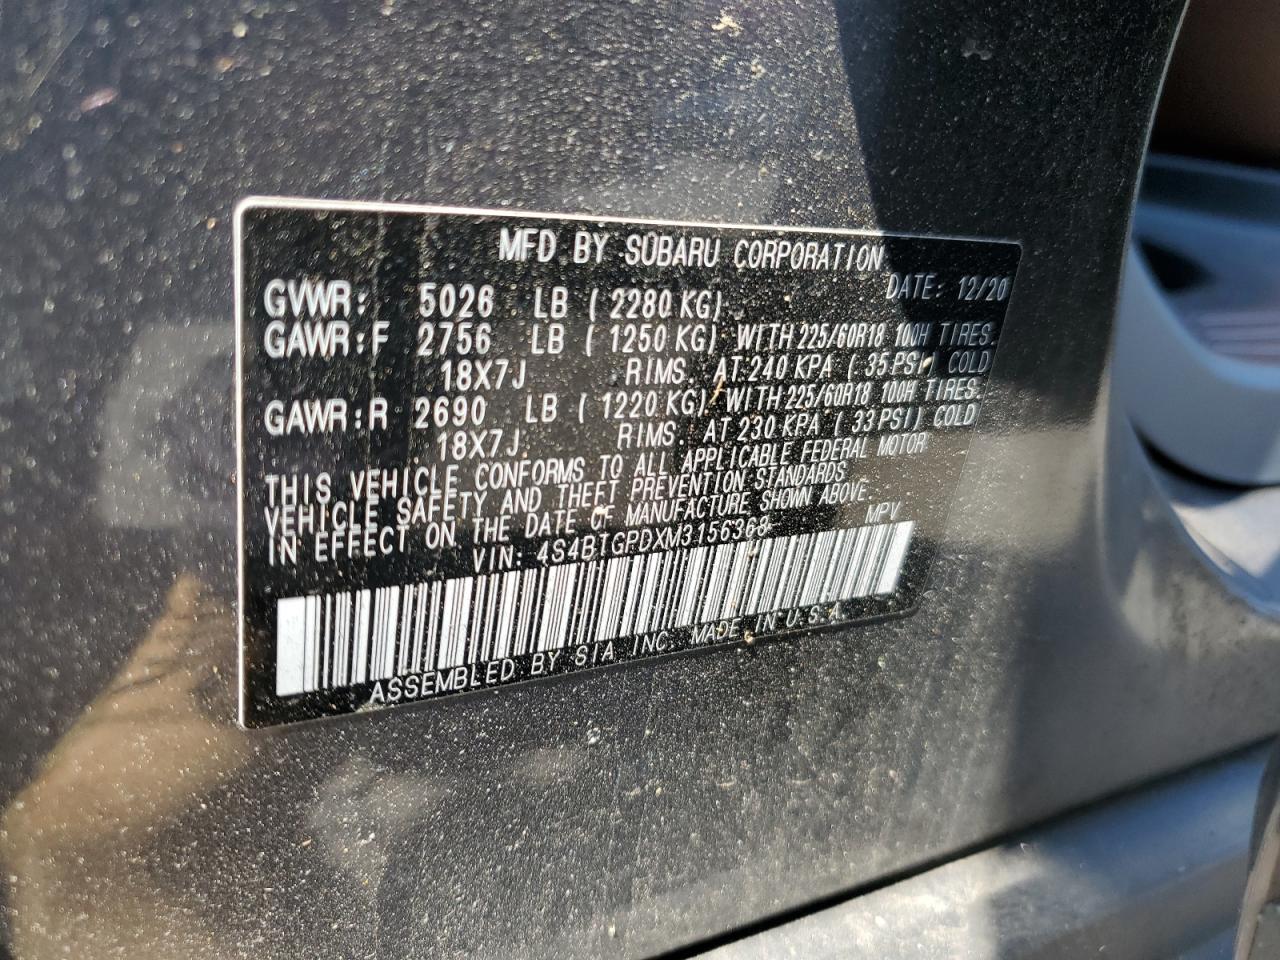 MFD BY SUBARU CORPORATION
DATE: 12/20
GVWR: 5026 LB (2280 KG)
GAWR:F 2756 LB (1250 KG) WITH 225/60R18 100H TIRES.
18X7J RIMS. AT 240 KPA (35 PSI) COLD
GAWR:R 2690 LB (1220 KG) WITH 225/60R18 100H TIRES.
18X7J RIMS. AT 230 KPA (33 PSI) COLD
THIS VEHICLE CONFORMS TO ALL APPLICABLE FEDERAL MOTOR
VEHICLE SAFETY AND THEFT PREVENTION STANDARDS
IN EFFECT ON THE DATE OF MANUFACTURE SHOWN ABOVE.
VIN: 4S4BTGPDXM3156368 MPV
ASSEMBLED BY SIA INC. MADE IN U.S.A